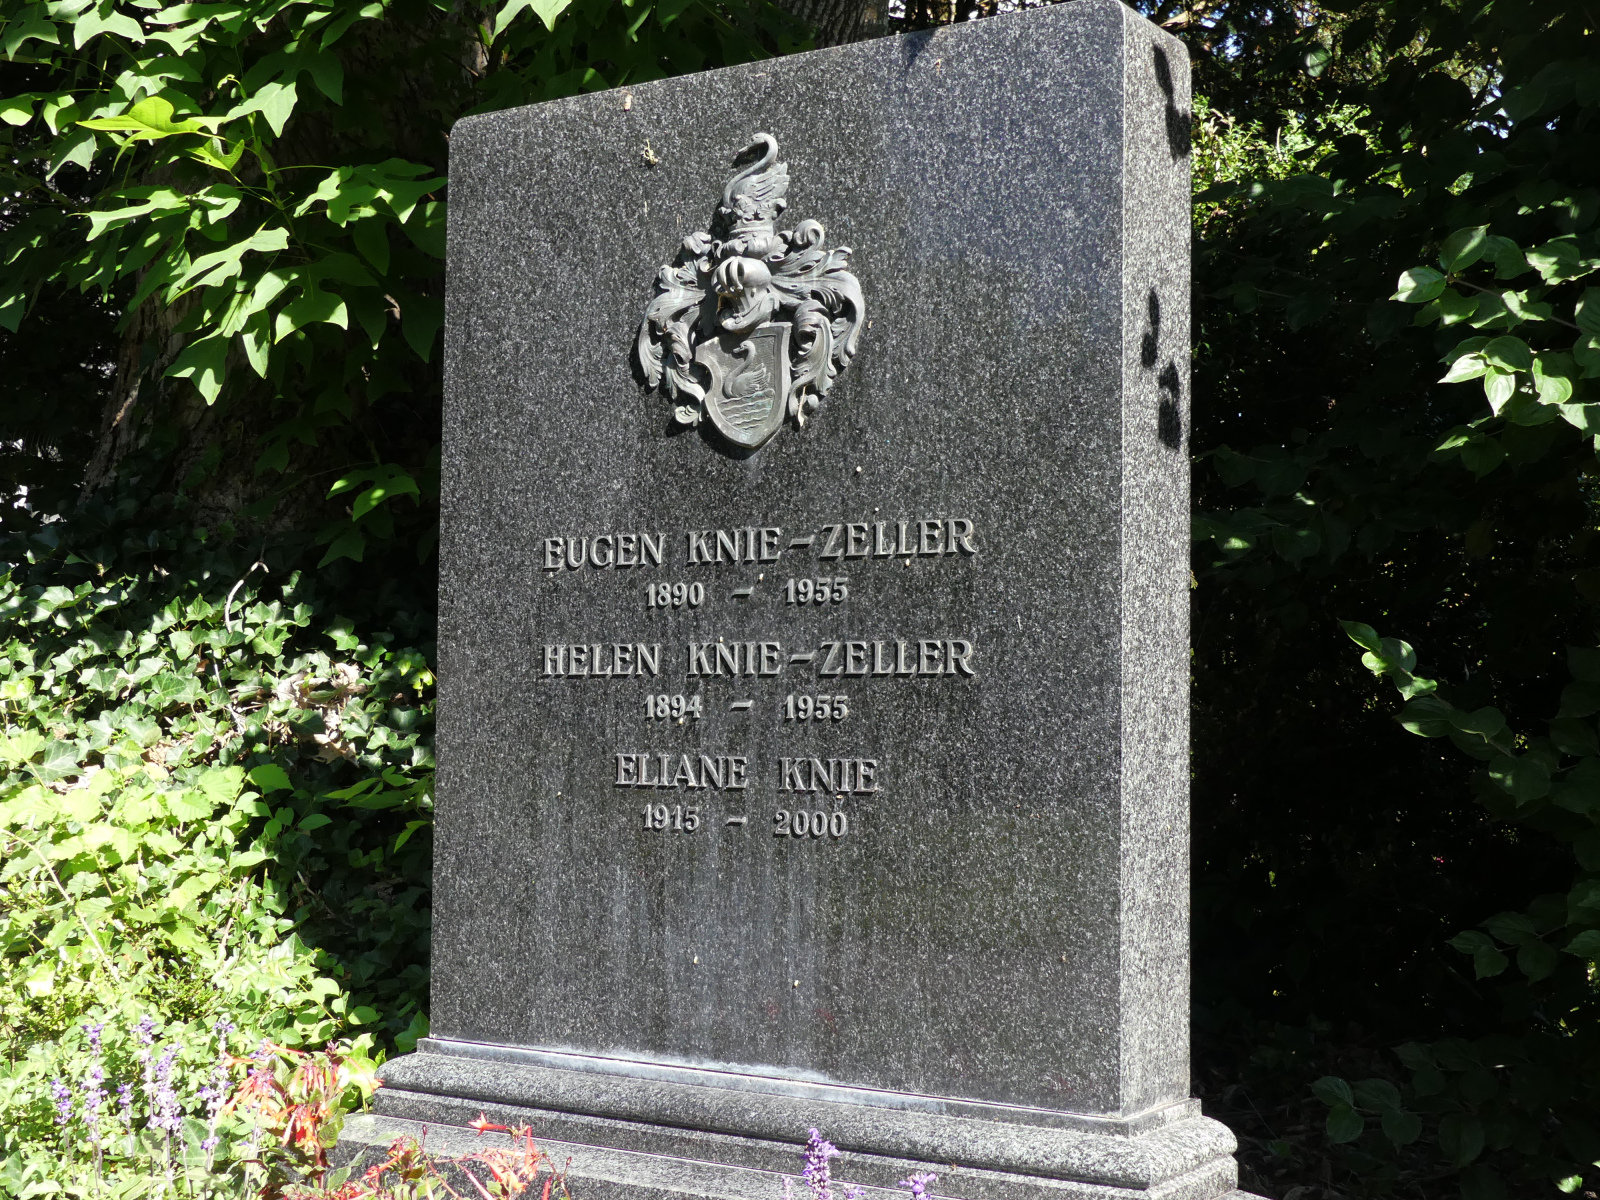 EUGEN KNIE-ZELLER
1890 - 1955
HELEN KNIE-ZELLER
1894 - 1955
ELIANE KNIE
1915 - 2000